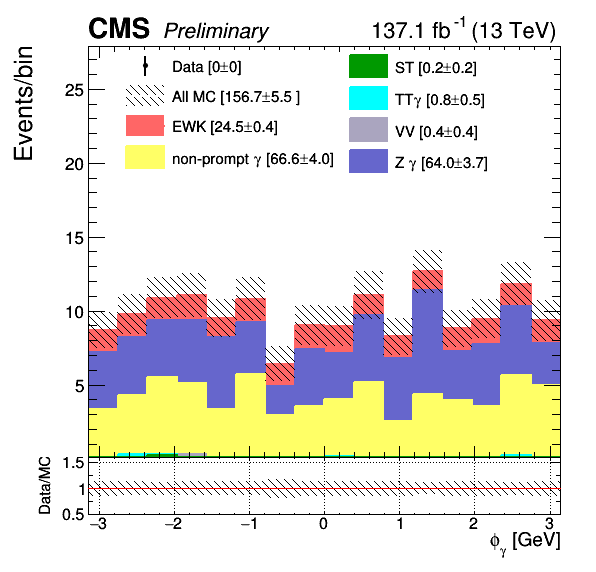 CMS Preliminary 137.1 fb⁻¹ (13 TeV)
Events/bin
Data [0±0]
All MC [156.7±5.5 ]
EWK [24.5±0.4]
non-prompt γ [66.6±4.0]
ST [0.2±0.2]
TTγ [0.8±0.5]
VV [0.4±0.4]
Z γ [64.0±3.7]
25
20
15
10
5
Data/MC
1.5
1
0.5
−3 −2 −1 0 1 2 3
ϕγ [GeV]